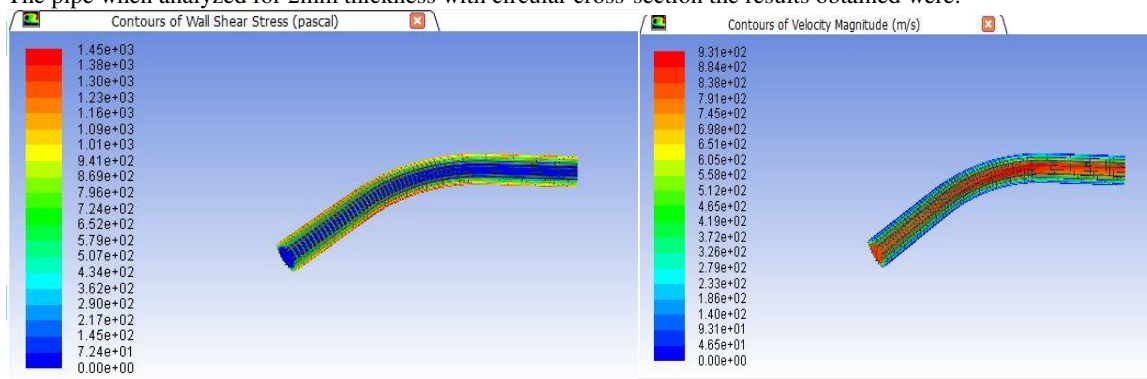 The pipe when analyzed for 2mm thickness with circular cross-section the results obtained were:
Contours of Wall Shear Stress (pascal)
1.45e+03
1.38e+03
1.30e+03
1.23e+03
1.16e+03
1.09e+03
1.01e+03
9.41e+02
8.69e+02
7.96e+02
7.24e+02
6.52e+02
5.79e+02
5.07e+02
4.34e+02
3.62e+02
2.90e+02
2.17e+02
1.45e+02
7.24e+01
0.00e+00
Contours of Velocity Magnitude (m/s)
9.31e+02
8.84e+02
8.38e+02
7.91e+02
7.45e+02
6.98e+02
6.51e+02
6.05e+02
5.58e+02
5.12e+02
4.65e+02
4.19e+02
3.72e+02
3.26e+02
2.79e+02
2.33e+02
1.86e+02
1.40e+02
9.31e+01
4.65e+01
0.00e+00